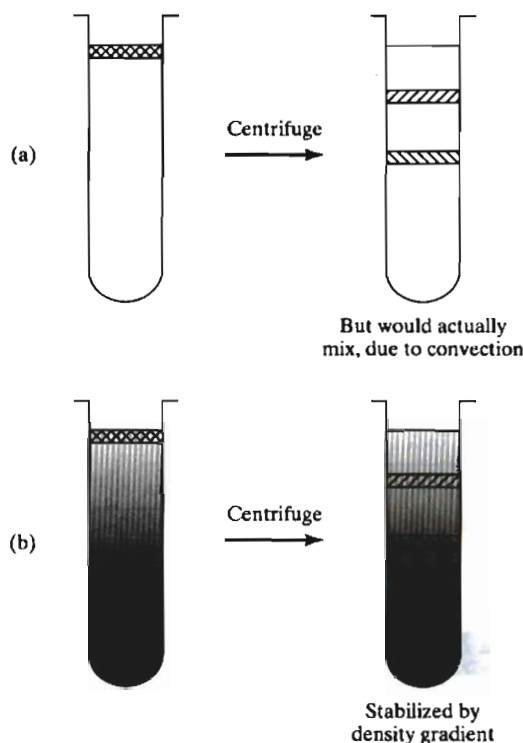 Centrifuge
(a)
But would actually
mix, due to convection
Centrifuge
(b)
Stabilized by
density gradient